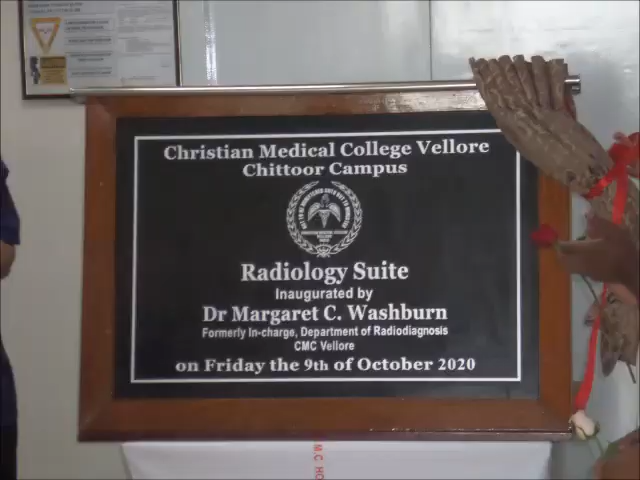 Christian Medical College Vellore
Chittoor Campus
Radiology Suite
Inaugurated by
Dr Margaret C. Washburn
Formerly In-charge, Department of Radiodiagnosis
CMC Vellore
on Friday the 9th of October 2020